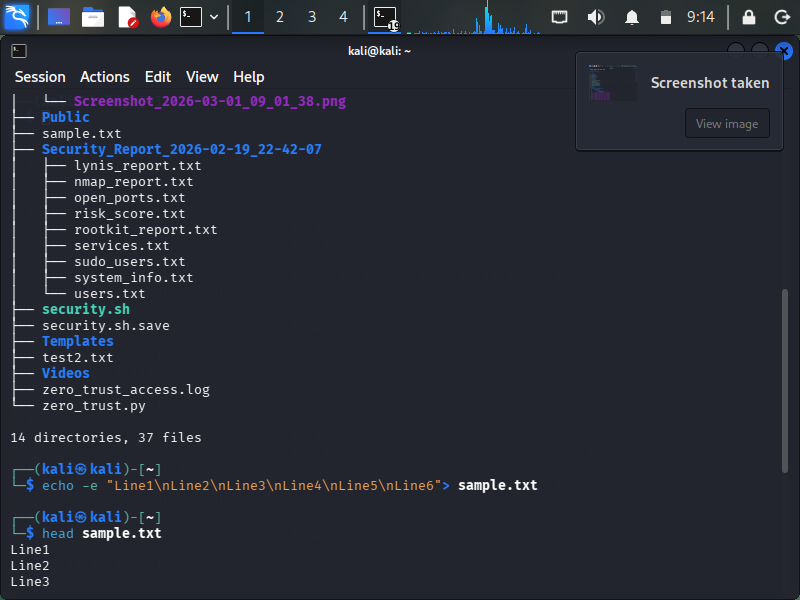 1 2 3 4 19 9:14
kali@kali: ~
Session Actions Edit View Help
Screenshot taken
View image
└── Screenshot_2026-03-01_09_01_38.png
├── Public
├── sample.txt
├── Security_Report_2026-02-19_22-42-07
│   ├── lynis_report.txt
│   ├── nmap_report.txt
│   ├── open_ports.txt
│   ├── risk_score.txt
│   ├── rootkit_report.txt
│   ├── services.txt
│   ├── sudo_users.txt
│   ├── system_info.txt
│   └── users.txt
├── security.sh
├── security.sh.save
├── Templates
├── test2.txt
├── Videos
├── zero_trust_access.log
└── zero_trust.py
14 directories, 37 files
┌──(kali㉿kali)-[~]
└─$ echo -e "Line1\nLine2\nLine3\nLine4\nLine5\nLine6"> sample.txt
┌──(kali㉿kali)-[~]
└─$ head sample.txt
Line1
Line2
Line3